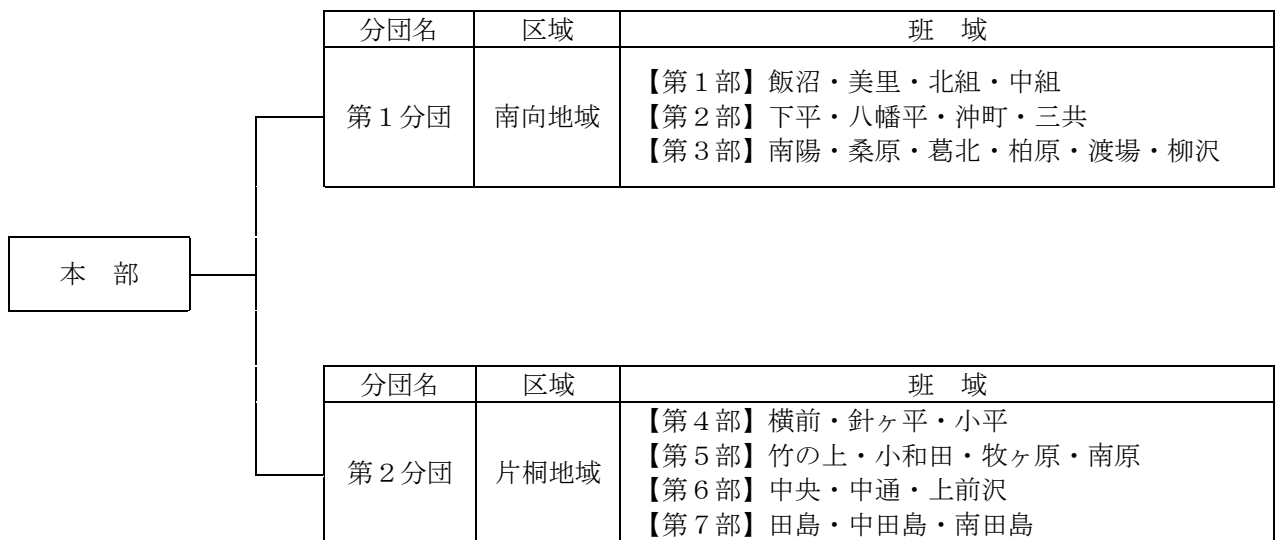 分団名 区域 班　域
第１分団 南向地域
【第１部】飯沼・美里・北組・中組
【第２部】下平・八幡平・沖町・三共
【第３部】南陽・桑原・葛北・柏原・渡場・柳沢
本　部
分団名 区域 班　域
第２分団 片桐地域
【第４部】横前・針ヶ平・小平
【第５部】竹の上・小和田・牧ヶ原・南原
【第６部】中央・中通・上前沢
【第７部】田島・中田島・南田島